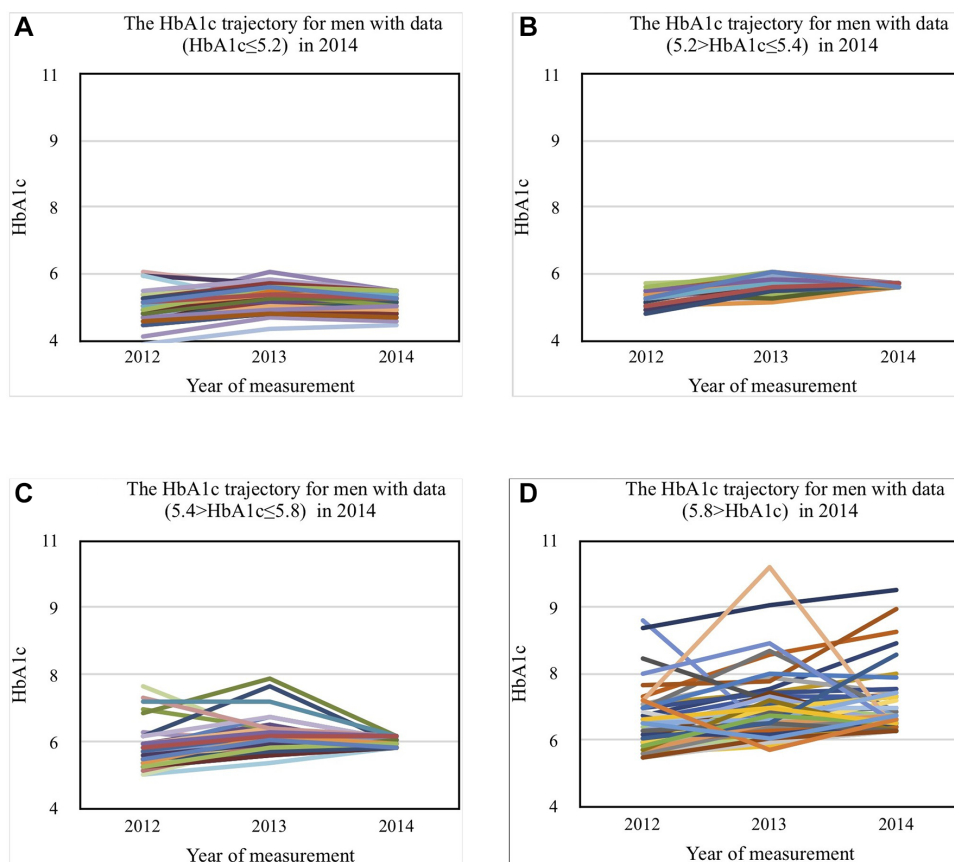 A
The HbA1c trajectory for men with data
(HbA1c≤5.2) in 2014
11
9
8
6
4
HbA1c
2012 2013 2014
Year of measurement
B
The HbA1c trajectory for men with data
(5.2>HbA1c≤5.4) in 2014
11
9
8
6
4
HbA1c
2012 2013 2014
Year of measurement
C
The HbA1c trajectory for men with data
(5.4>HbA1c≤5.8) in 2014
11
9
8
6
4
HbA1c
2012 2013 2014
Year of measurement
D
The HbA1c trajectory for men with data
(5.8>HbA1c) in 2014
11
9
8
6
4
HbA1c
2012 2013 2014
Year of measurement